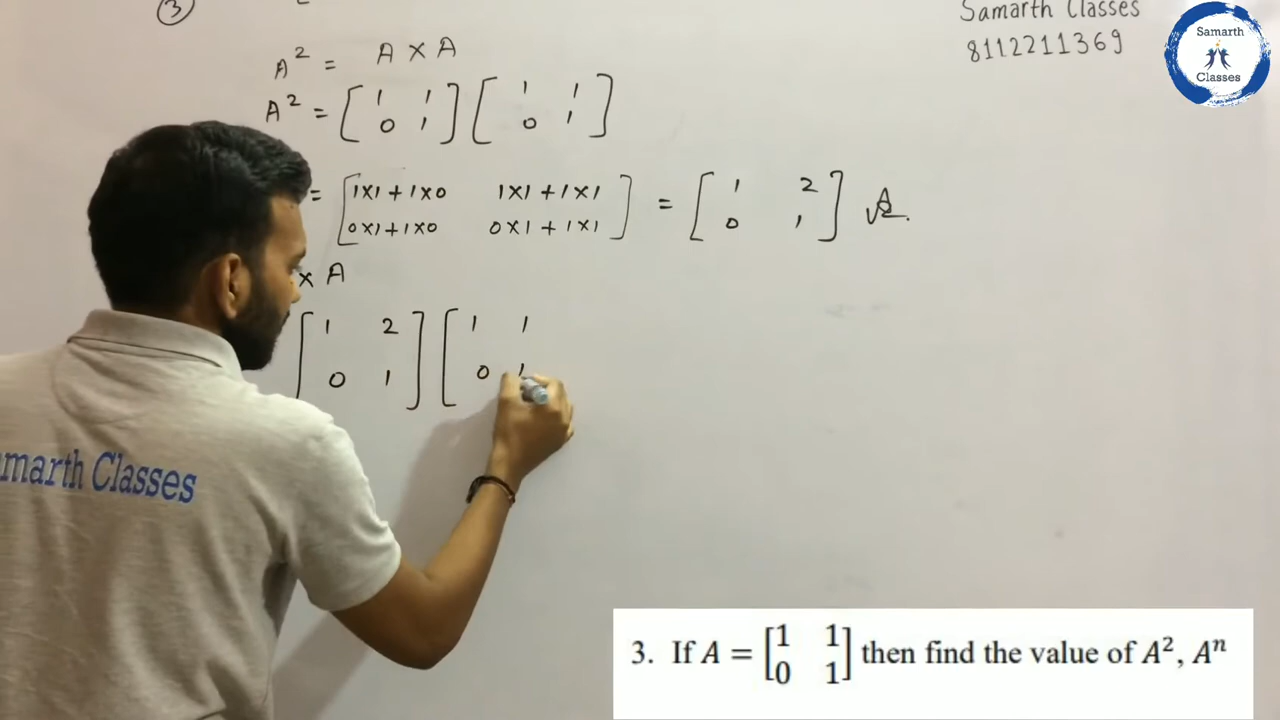 ③
Samarth Classes
8112211369
Samarth Classes
A² = A × A
A² = [1 1 0 1] [1 1 0 1]
= [1×1+1×0 1×1+1×1 0×1+1×0 0×1+1×1] = [1 2 0 1]
× A
[1 2 0 1] [1 1 0 1
marth Classes
3. If A = [1 1 0 1] then find the value of A², Aⁿ